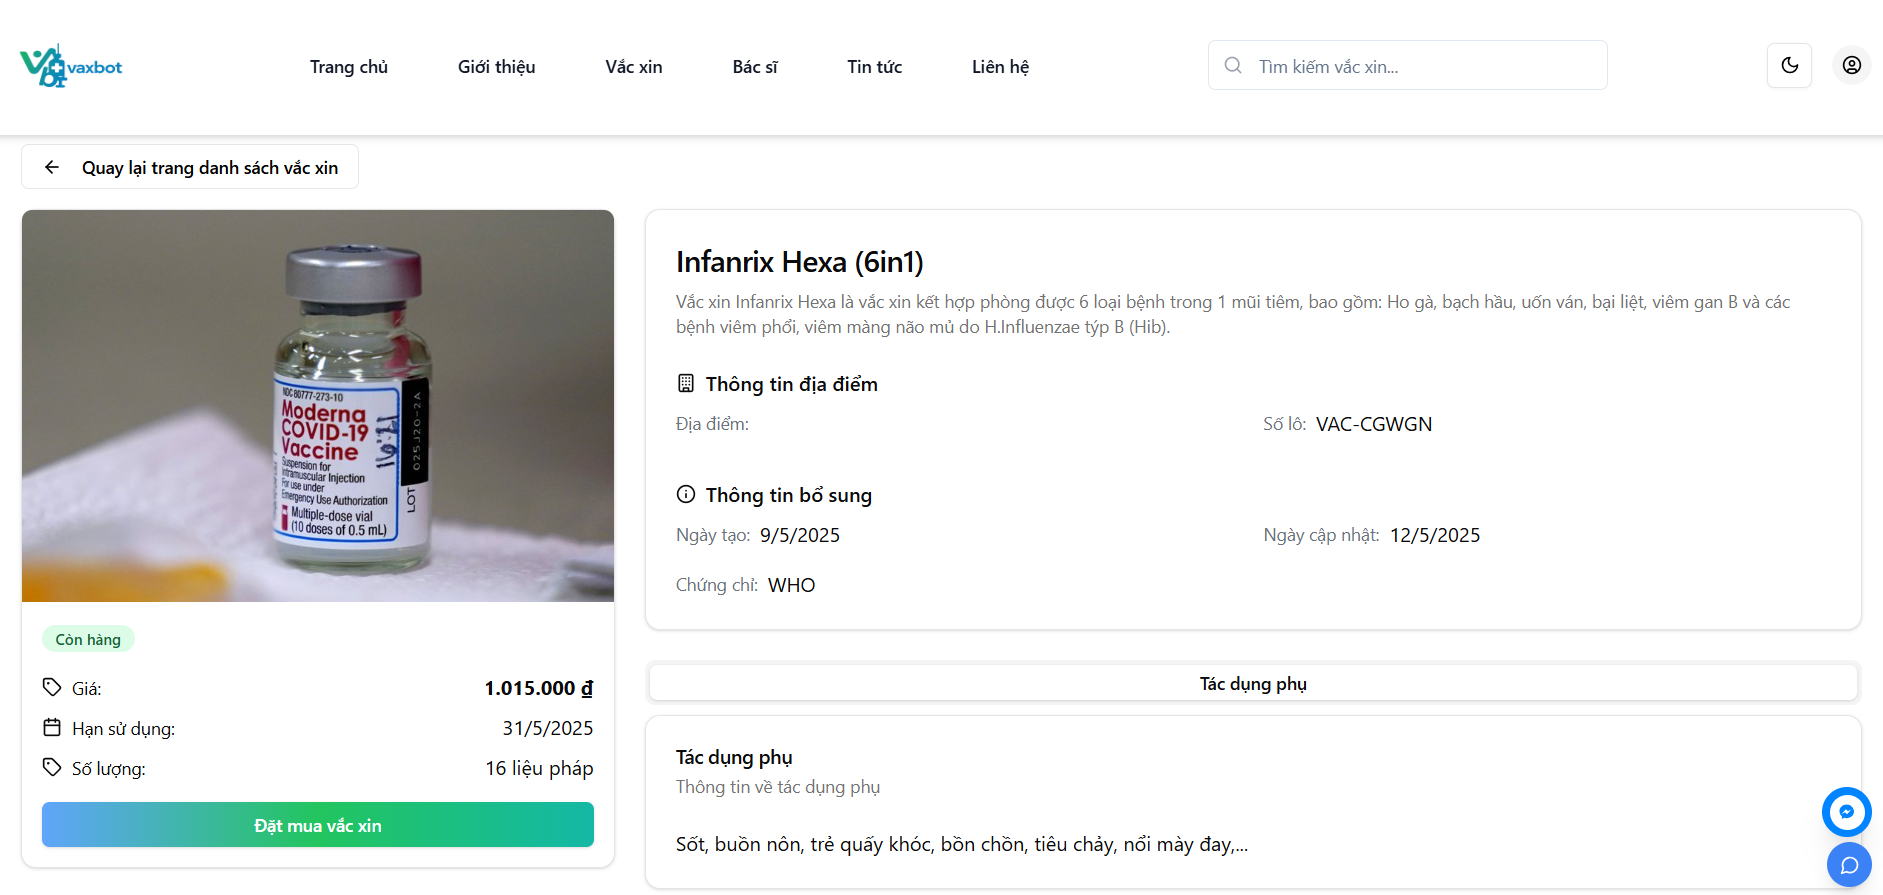 vaxbot
Trang chủ
Giới thiệu
Vắc xin
Bác sĩ
Tin tức
Liên hệ
Tìm kiếm vắc xin...
Quay lại trang danh sách vắc xin
NDC 80777-273-10
Moderna
COVID-19
Vaccine
Suspension for
Intramuscular Injection
For use under
Emergency Use Authorization
Multiple-dose vial
(10 doses of 0.5 mL)
LOT
025J20-2A
Còn hàng
Giá: 1.015.000 ₫
Hạn sử dụng: 31/5/2025
Số lượng: 16 liệu pháp
Đặt mua vắc xin
Infanrix Hexa (6in1)
Vắc xin Infanrix Hexa là vắc xin kết hợp phòng được 6 loại bệnh trong 1 mũi tiêm, bao gồm: Ho gà, bạch hầu, uốn ván, bại liệt, viêm gan B và các
bệnh viêm phổi, viêm màng não mủ do H.Influenzae týp B (Hib).
Thông tin địa điểm
Địa điểm:
Số lô: VAC-CGWGN
Thông tin bổ sung
Ngày tạo: 9/5/2025
Ngày cập nhật: 12/5/2025
Chứng chỉ: WHO
Tác dụng phụ
Tác dụng phụ
Thông tin về tác dụng phụ
Sốt, buồn nôn, trẻ quấy khóc, bồn chồn, tiêu chảy, nổi mày đay,...